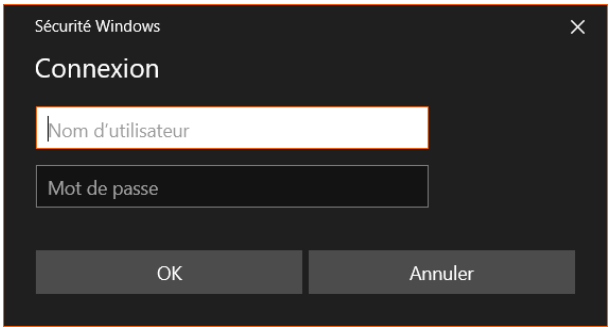 Sécurité Windows
Connexion
Nom d'utilisateur
Mot de passe
OK
Annuler